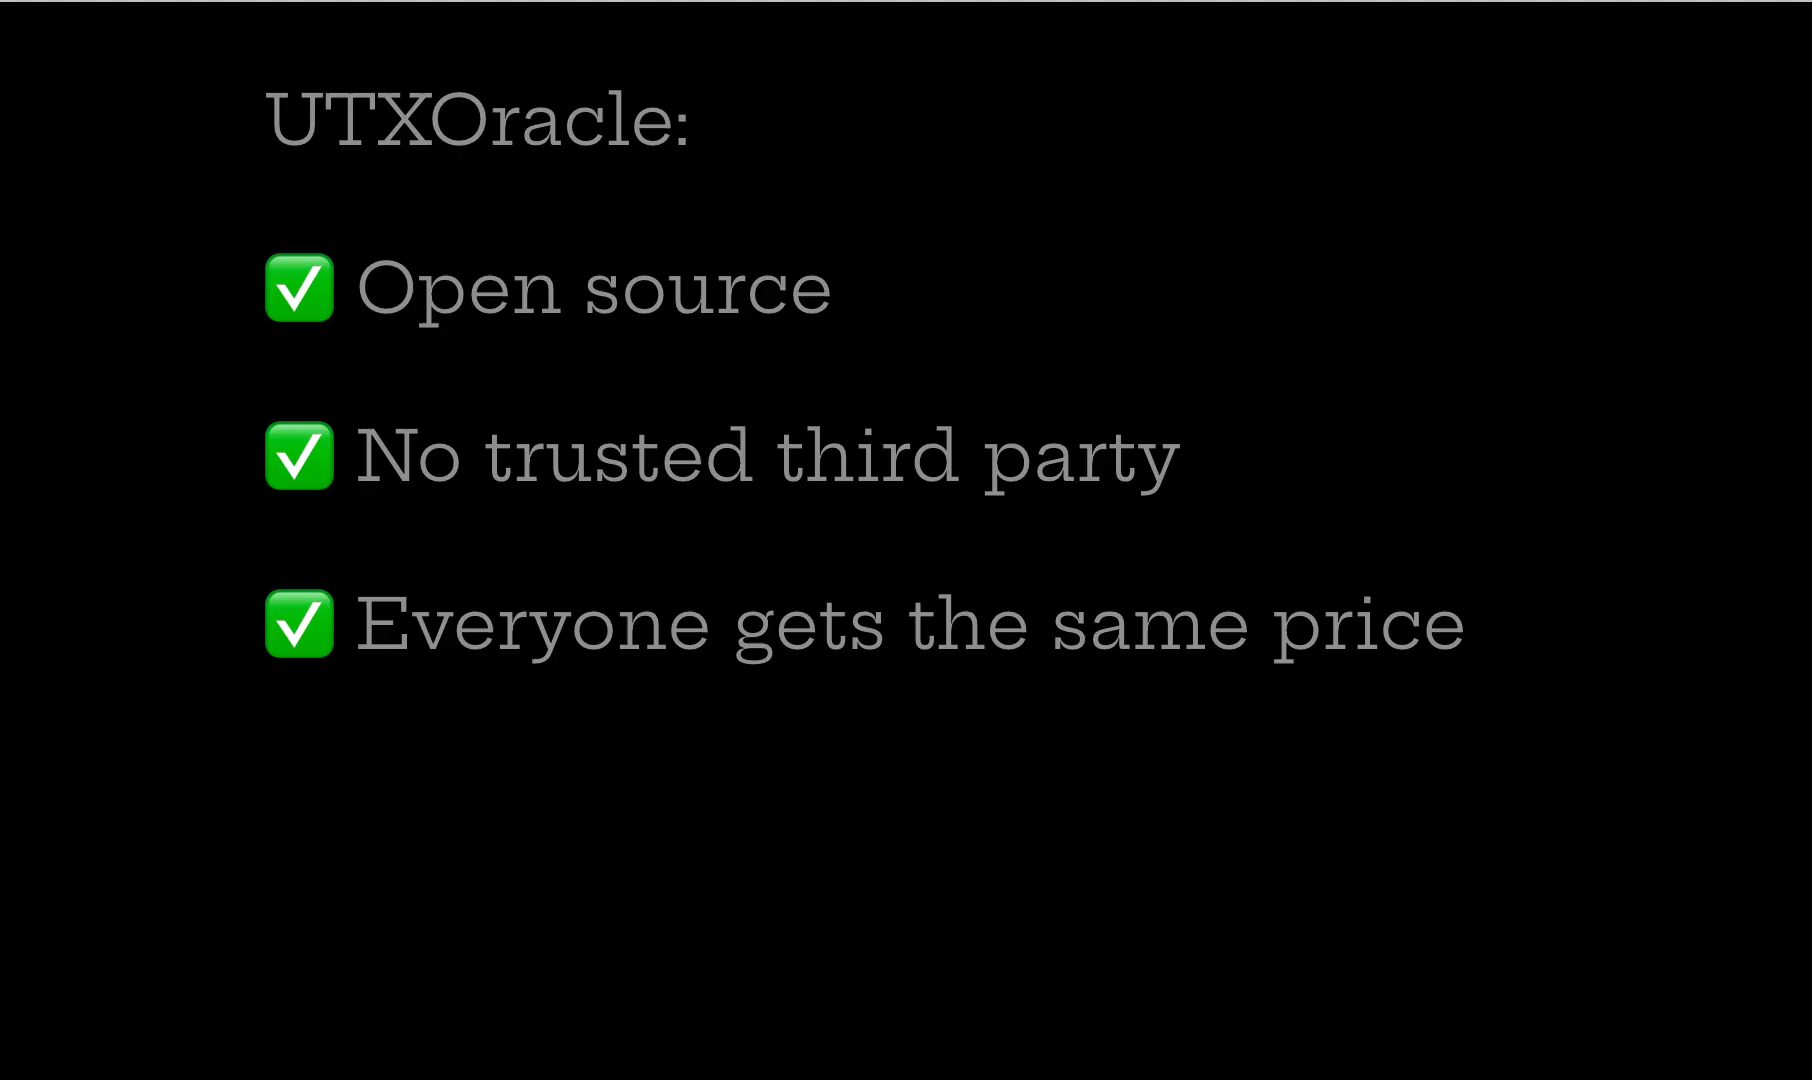 UTXOracle:
✅ Open source
✅ No trusted third party
✅ Everyone gets the same price